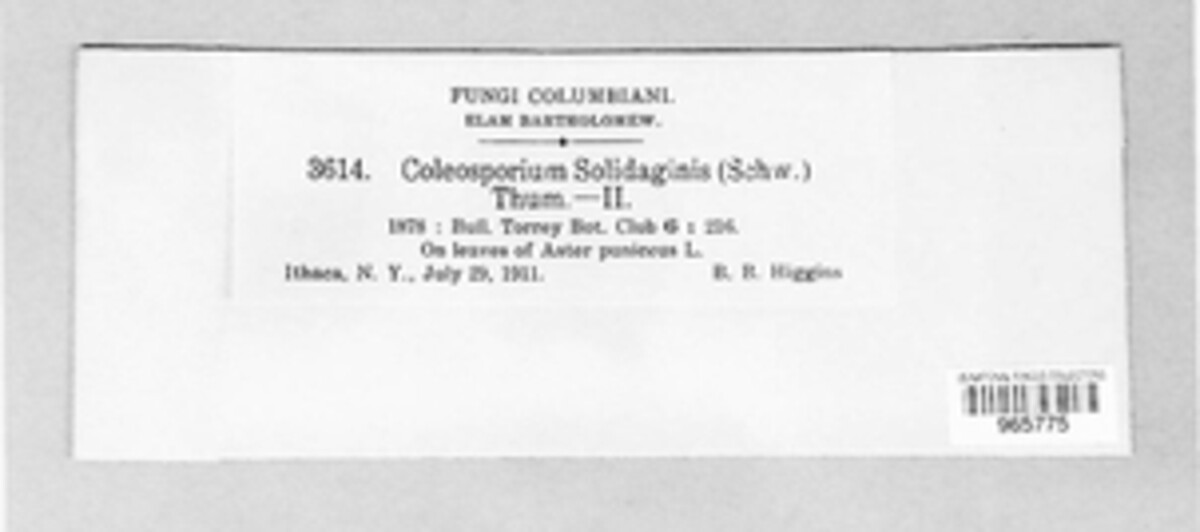 FUNGI COLUMBIANI.
ELAM BARTHOLOMEW.
3614. Coleosporium Solidaginis (Schw.)
Thum.—II.
1878 : Bull. Torrey Bot. Club 6 : 216.
On leaves of Aster puniceus L.
Ithaca, N. Y., July 29, 1911. B. B. Higgins
965775